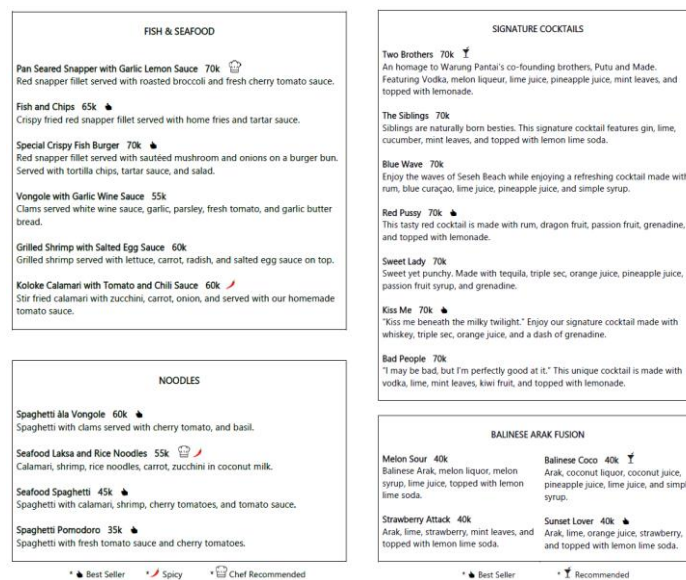 FISH & SEAFOOD
Pan Seared Snapper with Garlic Lemon Sauce 70k
Red snapper fillet served with roasted broccoli and fresh cherry tomato sauce.
Fish and Chips 65k
Crispy fried red snapper fillet served with home fries and tartar sauce.
Special Crispy Fish Burger 70k
Red snapper fillet served with sautéed mushroom and onions on a burger bun.
Served with tortilla chips, tartar sauce, and salad.
Vongole with Garlic Wine Sauce 55k
Clams served white wine sauce, garlic, parsley, fresh tomato, and garlic butter
bread.
Grilled Shrimp with Salted Egg Sauce 60k
Grilled shrimp served with lettuce, carrot, radish, and salted egg sauce on top.
Koloke Calamari with Tomato and Chili Sauce 60k
Stir fried calamari with zucchini, carrot, onion, and served with our homemade
tomato sauce.
NOODLES
Spaghetti âla Vongole 60k
Spaghetti with clams served with cherry tomato, and basil.
Seafood Laksa and Rice Noodles 55k
Calamari, shrimp, rice noodles, carrot, zucchini in coconut milk.
Seafood Spaghetti 45k
Spaghetti with calamari, shrimp, cherry tomatoes, and tomato sauce.
Spaghetti Pomodoro 35k
Spaghetti with fresh tomato sauce and cherry tomatoes.
* Best Seller * Spicy * Chef Recommended
SIGNATURE COCKTAILS
Two Brothers 70k
An homage to Warung Pantai's co-founding brothers, Putu and Made.
Featuring Vodka, melon liqueur, lime juice, pineapple juice, mint leaves, and
topped with lemonade.
The Siblings 70k
Siblings are naturally born besties. This signature cocktail features gin, lime,
cucumber, mint leaves, and topped with lemon lime soda.
Blue Wave 70k
Enjoy the waves of Seseh Beach while enjoying a refreshing cocktail made with
rum, blue curaçao, lime juice, pineapple juice, and simple syrup.
Red Pussy 70k
This tasty red cocktail is made with rum, dragon fruit, passion fruit, grenadine,
and topped with lemonade.
Sweet Lady 70k
Sweet yet punchy. Made with tequila, triple sec, orange juice, pineapple juice,
passion fruit syrup, and grenadine.
Kiss Me 70k
"Kiss me beneath the milky twilight." Enjoy our signature cocktail made with
whiskey, triple sec, orange juice, and a dash of grenadine.
Bad People 70k
"I may be bad, but I'm perfectly good at it." This unique cocktail is made with
vodka, lime, mint leaves, kiwi fruit, and topped with lemonade.
BALINESE ARAK FUSION
Melon Sour 40k
Balinese Arak, melon liquor, melon
syrup, lime juice, topped with lemon
lime soda.
Strawberry Attack 40k
Arak, lime, strawberry, mint leaves, and
topped with lemon lime soda.
Balinese Coco 40k
Arak, coconut liquor, coconut juice,
pineapple juice, lime juice, and simpl
syrup.
Sunset Lover 40k
Arak, lime, orange juice, strawberry,
and topped with lemon lime soda.
* Best Seller * Recommended